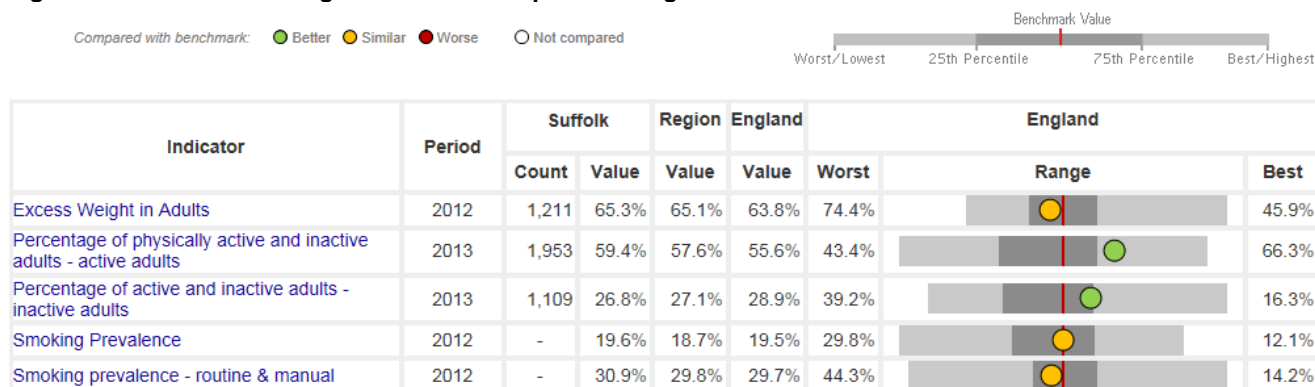 Compared with benchmark: Better Similar Worse Not compared
Benchmark Value
Worst/Lowest 25th Percentile 75th Percentile Best/Highest
Indicator Period Suffolk Region England England
Count Value Value Value Worst Range Best
Excess Weight in Adults 2012 1,211 65.3% 65.1% 63.8% 74.4% 45.9%
Percentage of physically active and inactive
adults - active adults 2013 1,953 59.4% 57.6% 55.6% 43.4% 66.3%
Percentage of active and inactive adults -
inactive adults 2013 1,109 26.8% 27.1% 28.9% 39.2% 16.3%
Smoking Prevalence 2012 - 19.6% 18.7% 19.5% 29.8% 12.1%
Smoking prevalence - routine & manual 2012 - 30.9% 29.8% 29.7% 44.3% 14.2%